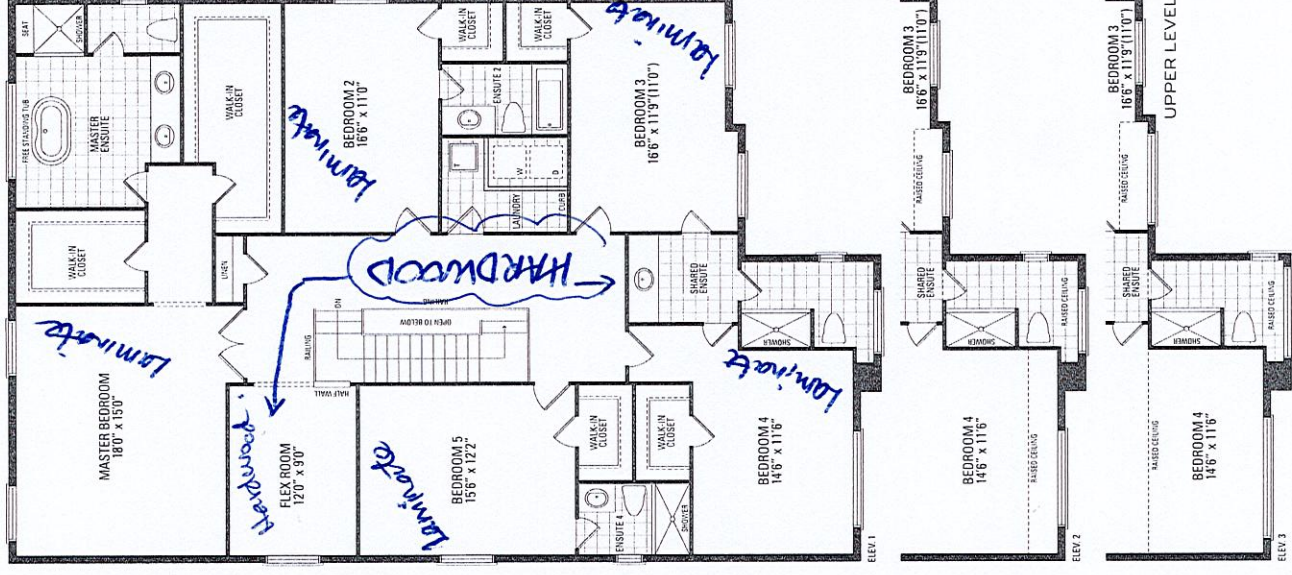 SEAT
SHOWER
FREE STANDING TUB
MASTER
ENSUITE
WALK-IN
CLOSET
WALK-IN
CLOSET
LINEN
Laminate
MASTER BEDROOM
18'0" x 15'0"
Laminate
BEDROOM 2
16'6" x 11'0"
WALK-IN
CLOSET
WALK-IN
CLOSET
ENSUITE 2
T
W
D
LAUNDRY
CURB
Laminate
BEDROOM 3
16'6" x 11'9"(11'0")
HARDWOOD
DN
RAILING
RAILING
OPEN TO BELOW
HALF WALL
Hardwood
FLEX ROOM
12'0" x 9'0"
Laminate
BEDROOM 5
15'6" x 12'2"
WALK-IN
CLOSET
WALK-IN
CLOSET
ENSUITE 4
SHOWER
SHARED
ENSUITE
SHOWER
Laminate
BEDROOM 4
14'6" x 11'6"
ELEV. 1
BEDROOM 3
16'6" x 11'9"(11'0")
RAISED CEILING
SHARED
ENSUITE
SHOWER
RAISED CEILING
BEDROOM 4
14'6" x 11'6"
RAISED CEILING
ELEV. 2
BEDROOM 3
16'6" x 11'9"(11'0")
RAISED CEILING
SHARED
ENSUITE
SHOWER
RAISED CEILING
RAISED CEILING
BEDROOM 4
14'6" x 11'6"
ELEV. 3
UPPER LEVEL